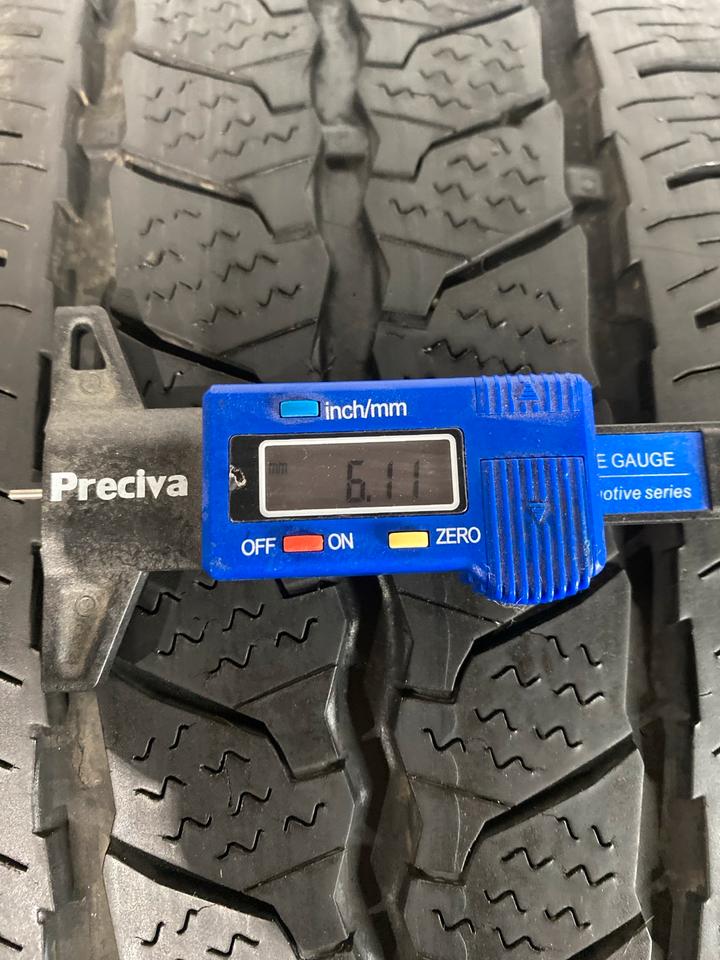 inch/mm
mm 6.11
Preciva
OFF ON ZERO
E GAUGE
otive series